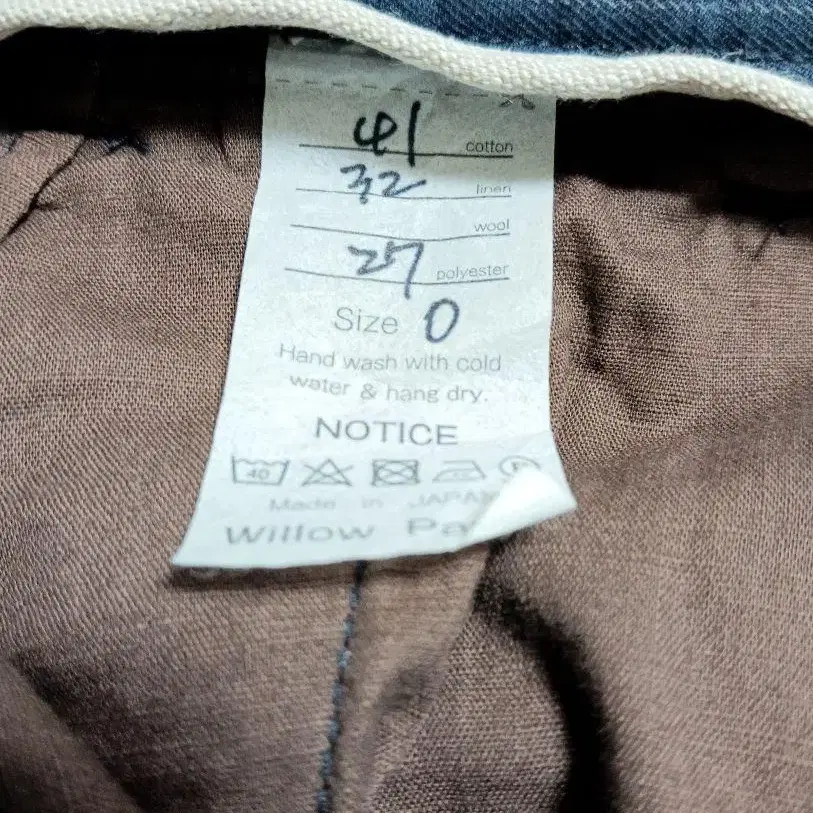 41 cotton
32 linen
wool
27 polyester
Size 0
Hand wash with cold
water & hang dry.
NOTICE
40
Made in JAPAN
Willow